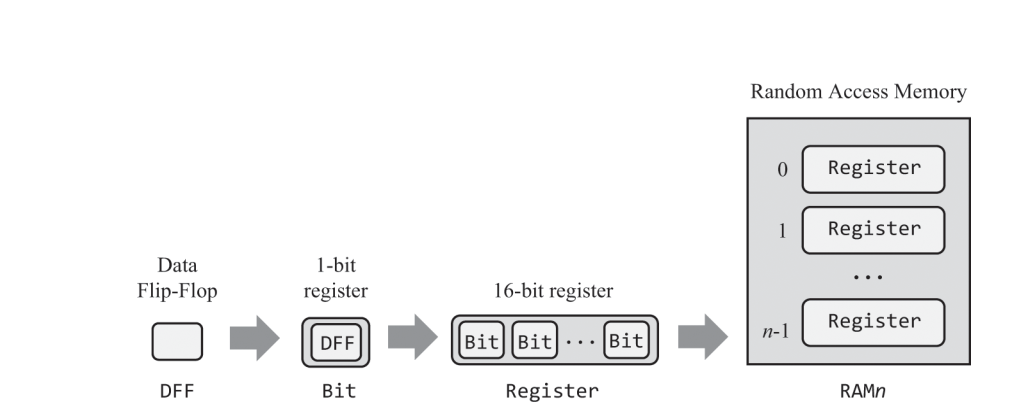 Random Access Memory
0 Register
1 Register
...
n-1 Register
Data
Flip-Flop
1-bit
register
16-bit register
DFF
Bit Bit ... Bit
DFF
Bit
Register
RAMn